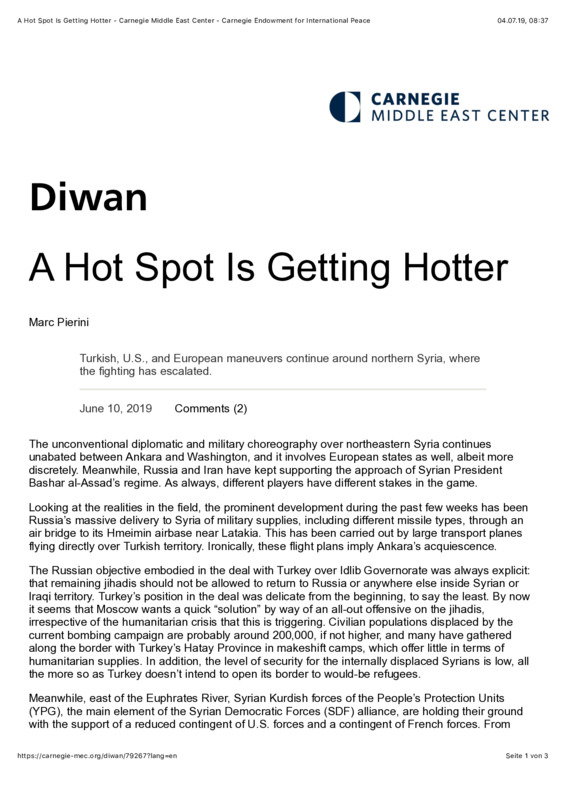 A Hot Spot Is Getting Hotter - Carnegie Middle East Center - Carnegie Endowment for International Peace
04.07.19, 08:37
CARNEGIE
MIDDLE EAST CENTER
Diwan
A Hot Spot Is Getting Hotter
Marc Pierini
Turkish, U.S., and European maneuvers continue around northern Syria, where
the fighting has escalated.
June 10, 2019 Comments (2)
The unconventional diplomatic and military choreography over northeastern Syria continues
unabated between Ankara and Washington, and it involves European states as well, albeit more
discretely. Meanwhile, Russia and Iran have kept supporting the approach of Syrian President
Bashar al-Assad's regime. As always, different players have different stakes in the game.
Looking at the realities in the field, the prominent development during the past few weeks has been
Russia's massive delivery to Syria of military supplies, including different missile types, through an
air bridge to its Hmeimin airbase near Latakia. This has been carried out by large transport planes
flying directly over Turkish territory. Ironically, these flight plans imply Ankara's acquiescence.
The Russian objective embodied in the deal with Turkey over Idlib Governorate was always explicit:
that remaining jihadis should not be allowed to return to Russia or anywhere else inside Syrian or
Iraqi territory. Turkey's position in the deal was delicate from the beginning, to say the least. By now
it seems that Moscow wants a quick “solution” by way of an all-out offensive on the jihadis,
irrespective of the humanitarian crisis that this is triggering. Civilian populations displaced by the
current bombing campaign are probably around 200,000, if not higher, and many have gathered
along the border with Turkey's Hatay Province in makeshift camps, which offer little in terms of
humanitarian supplies. In addition, the level of security for the internally displaced Syrians is low, all
the more so as Turkey doesn't intend to open its border to would-be refugees.
Meanwhile, east of the Euphrates River, Syrian Kurdish forces of the People's Protection Units
(YPG), the main element of the Syrian Democratic Forces (SDF) alliance, are holding their ground
with the support of a reduced contingent of U.S. forces and a contingent of French forces. From
https://carnegie-mec.org/diwan/79267?lang=en
Seite 1 von 3